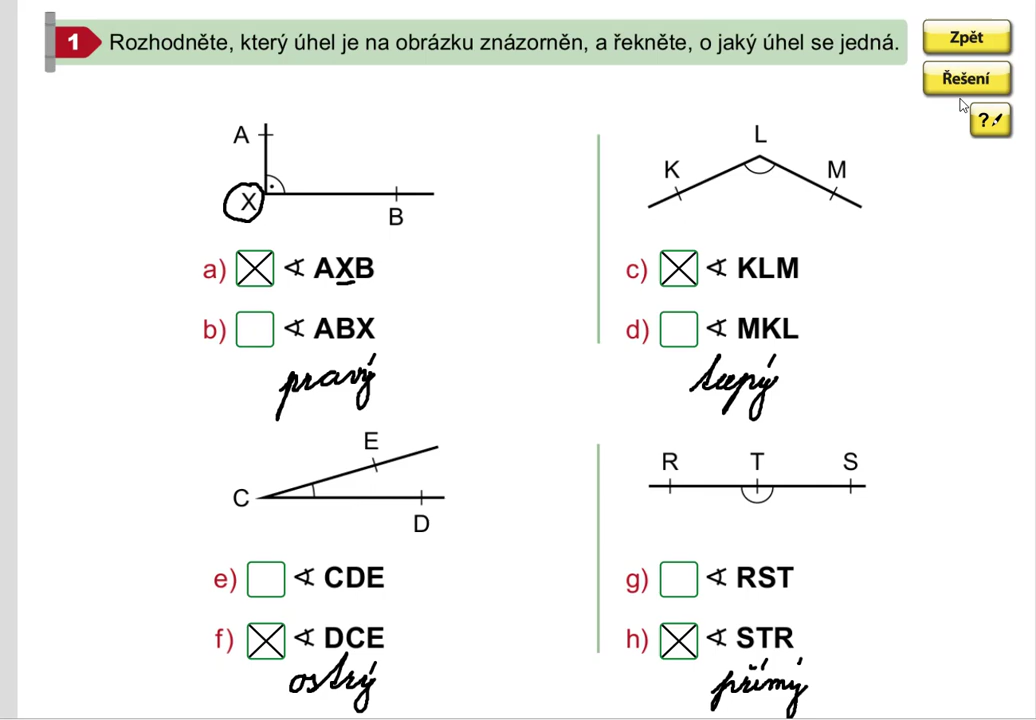 1 Rozhodněte, který úhel je na obrázku znázorněn, a řekněte, o jaký úhel se jedná.
Zpět
Řešení
?
A
X
B
a) ∢ AXB
b) ∢ ABX
pravý
L
K
M
c) ∢ KLM
d) ∢ MKL
tupý
E
C
D
e) ∢ CDE
f) ∢ DCE
ostrý
R T S
g) ∢ RST
h) ∢ STR
přímý